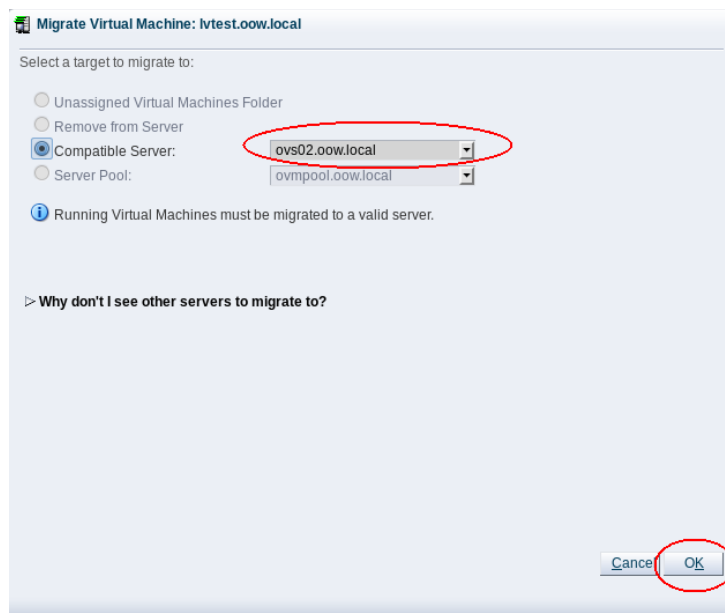 Migrate Virtual Machine: lvtest.oow.local
Select a target to migrate to:
Unassigned Virtual Machines Folder
Remove from Server
Compatible Server: ovs02.oow.local
Server Pool: ovmpool.oow.local
Running Virtual Machines must be migrated to a valid server.
Why don't I see other servers to migrate to?
Cancel OK